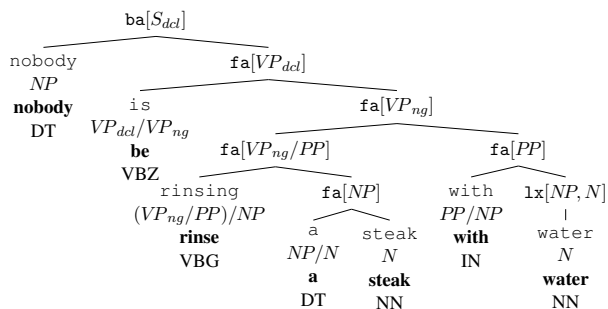 ba[S_dcl]
nobody fa[VP_dcl]
NP
nobody is fa[VP_ng]
DT VP_dcl/VP_ng
be fa[VP_ng/PP] fa[PP]
VBZ
rinsing fa[NP] with lx[NP, N]
(VP_ng/PP)/NP PP/NP
rinse a steak with water
VBG NP/N N IN N
a steak water
DT NN NN